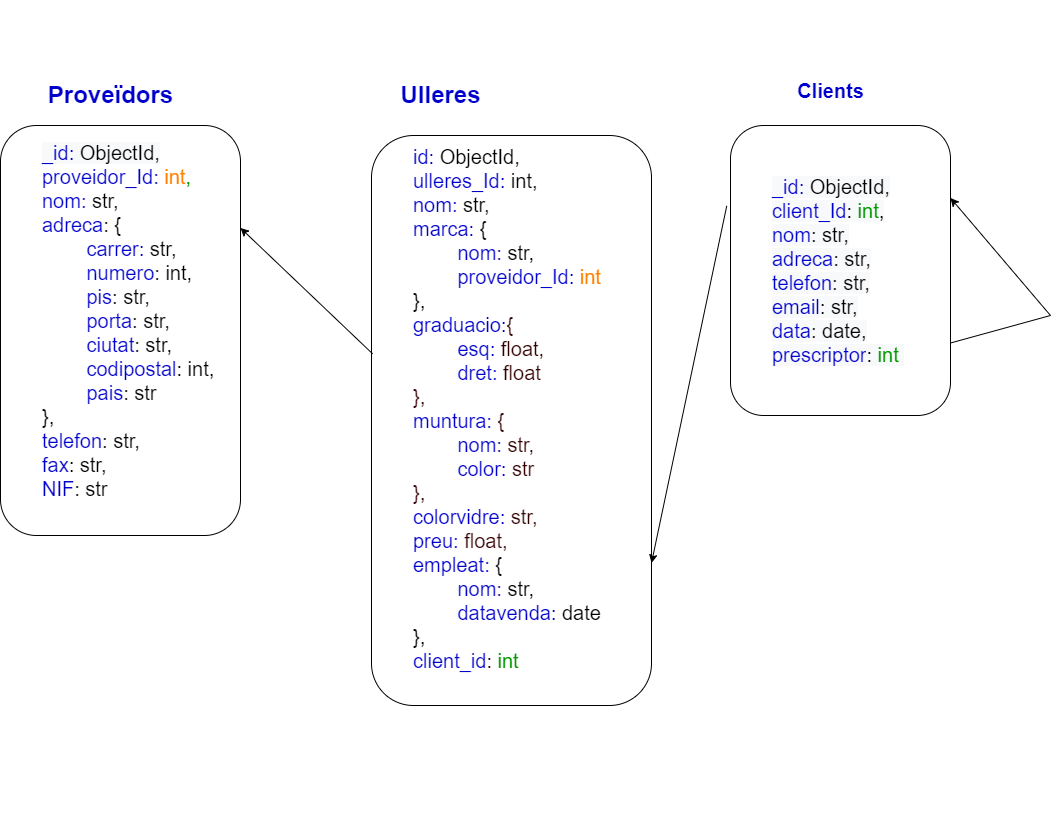 Proveïdors
_id: ObjectId,
proveidor_Id: int,
nom: str,
adreca: {
carrer: str,
numero: int,
pis: str,
porta: str,
ciutat: str,
codipostal: int,
pais: str
},
telefon: str,
fax: str,
NIF: str
Ulleres
id: ObjectId,
ulleres_Id: int,
nom: str,
marca: {
nom: str,
proveidor_Id: int
},
graduacio:{
esq: float,
dret: float
},
muntura: {
nom: str,
color: str
},
colorvidre: str,
preu: float,
empleat: {
nom: str,
datavenda: date
},
client_id: int
Clients
_id: ObjectId,
client_Id: int,
nom: str,
adreca: str,
telefon: str,
email: str,
data: date,
prescriptor: int